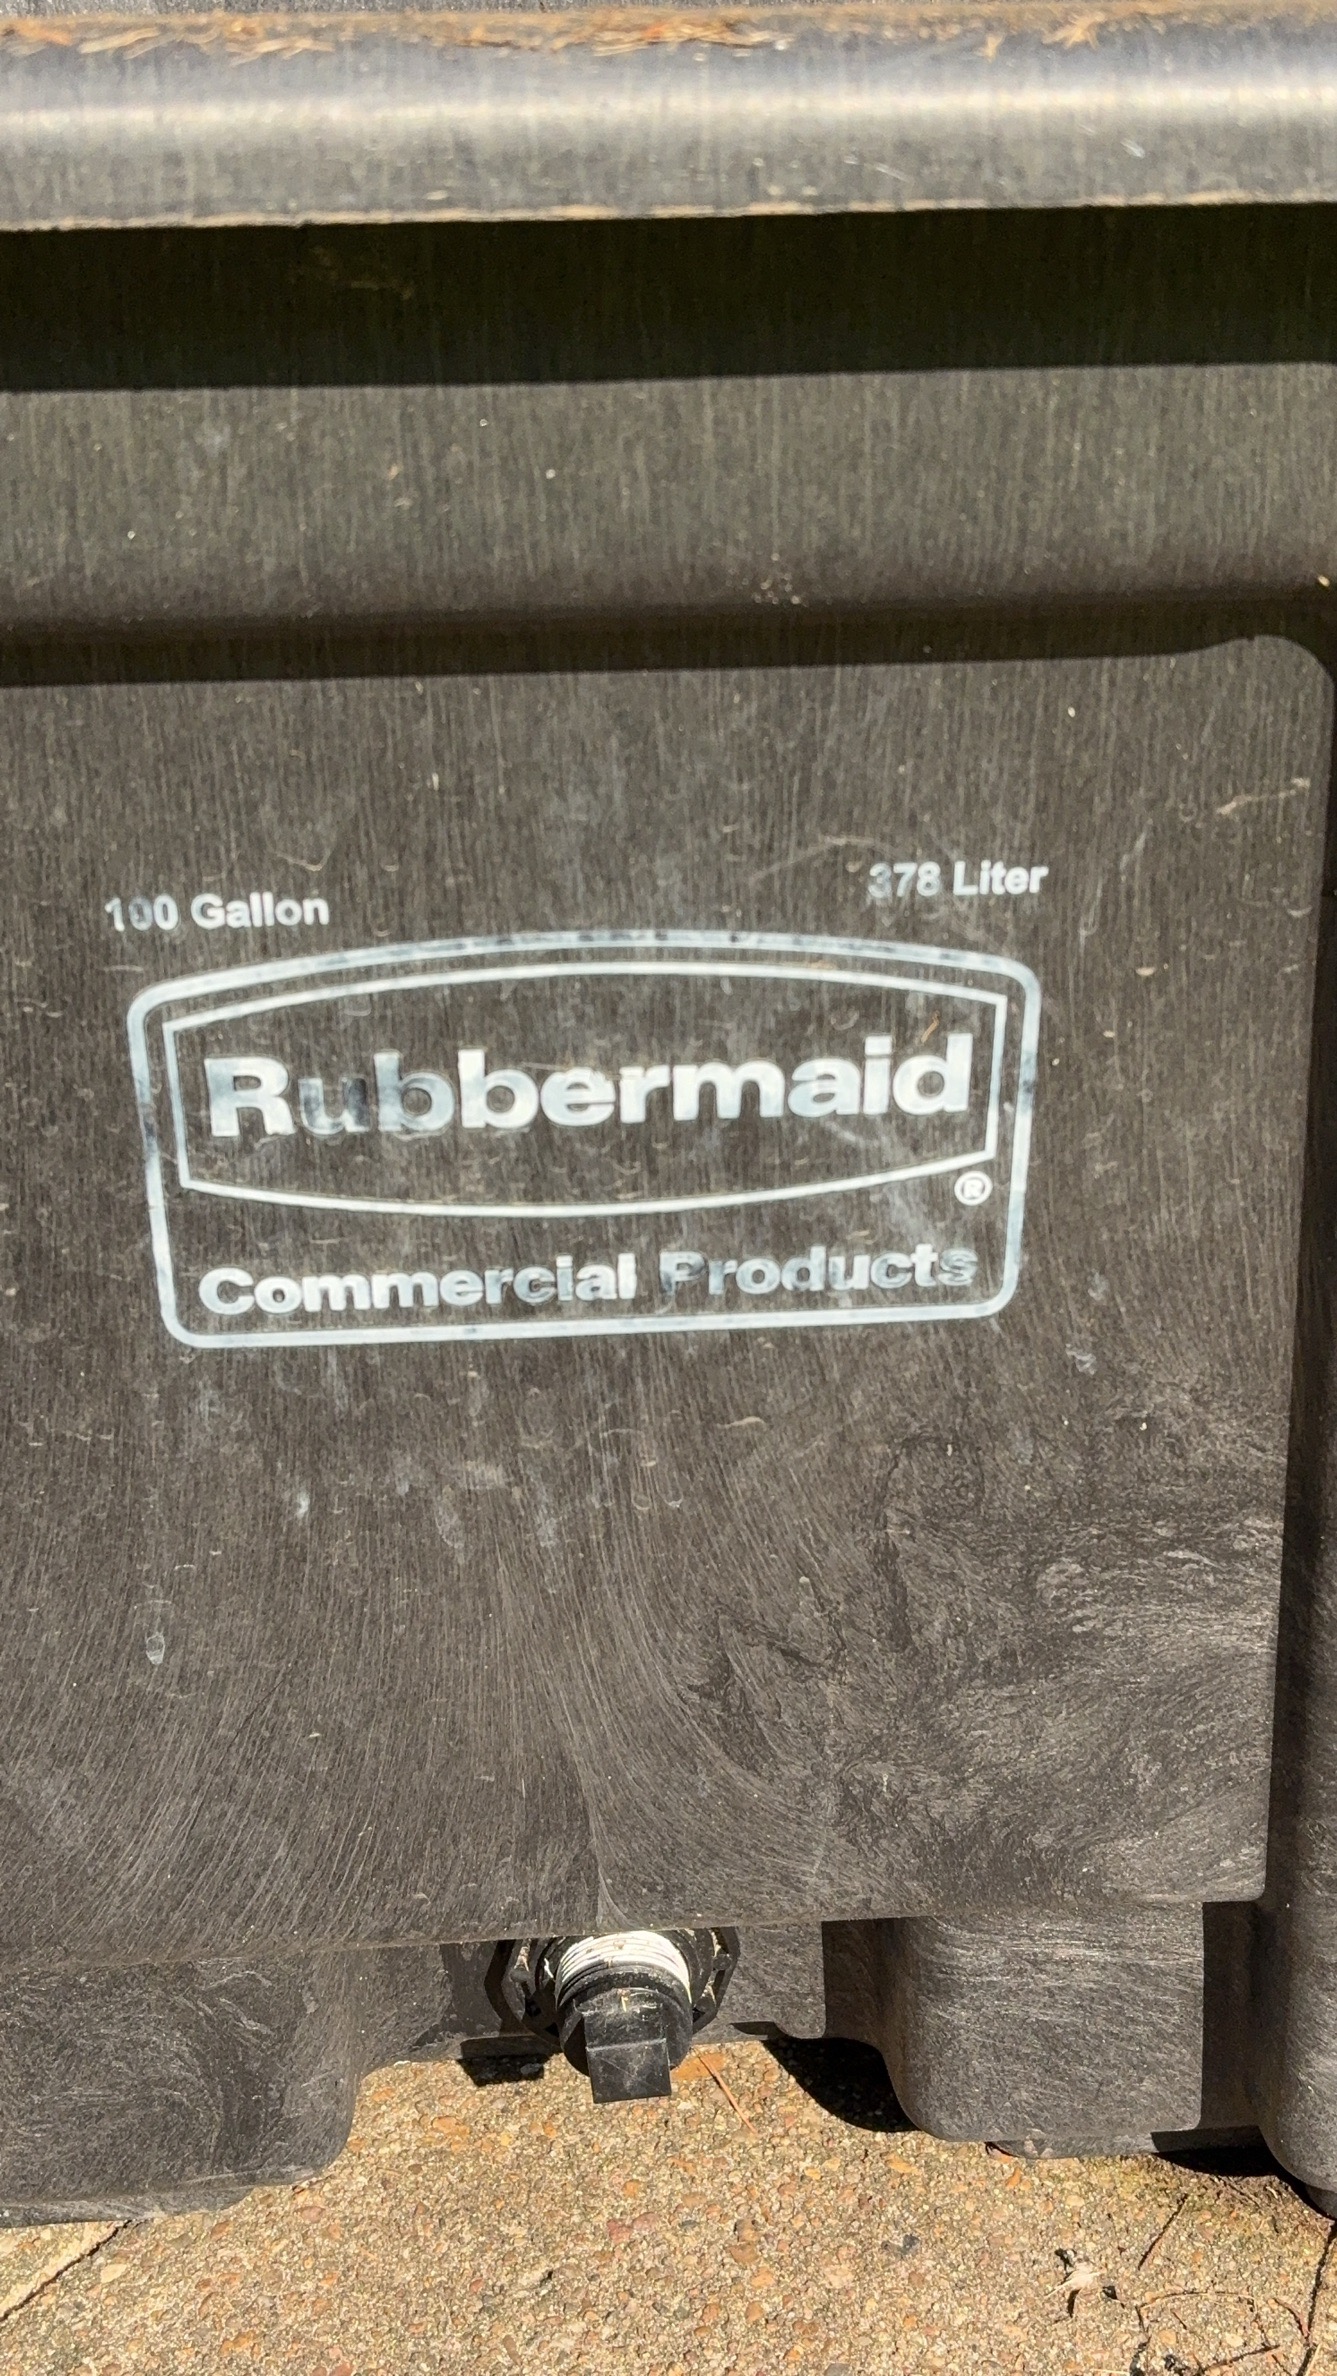 100 Gallon 378 Liter
Rubbermaid
®
Commercial Products